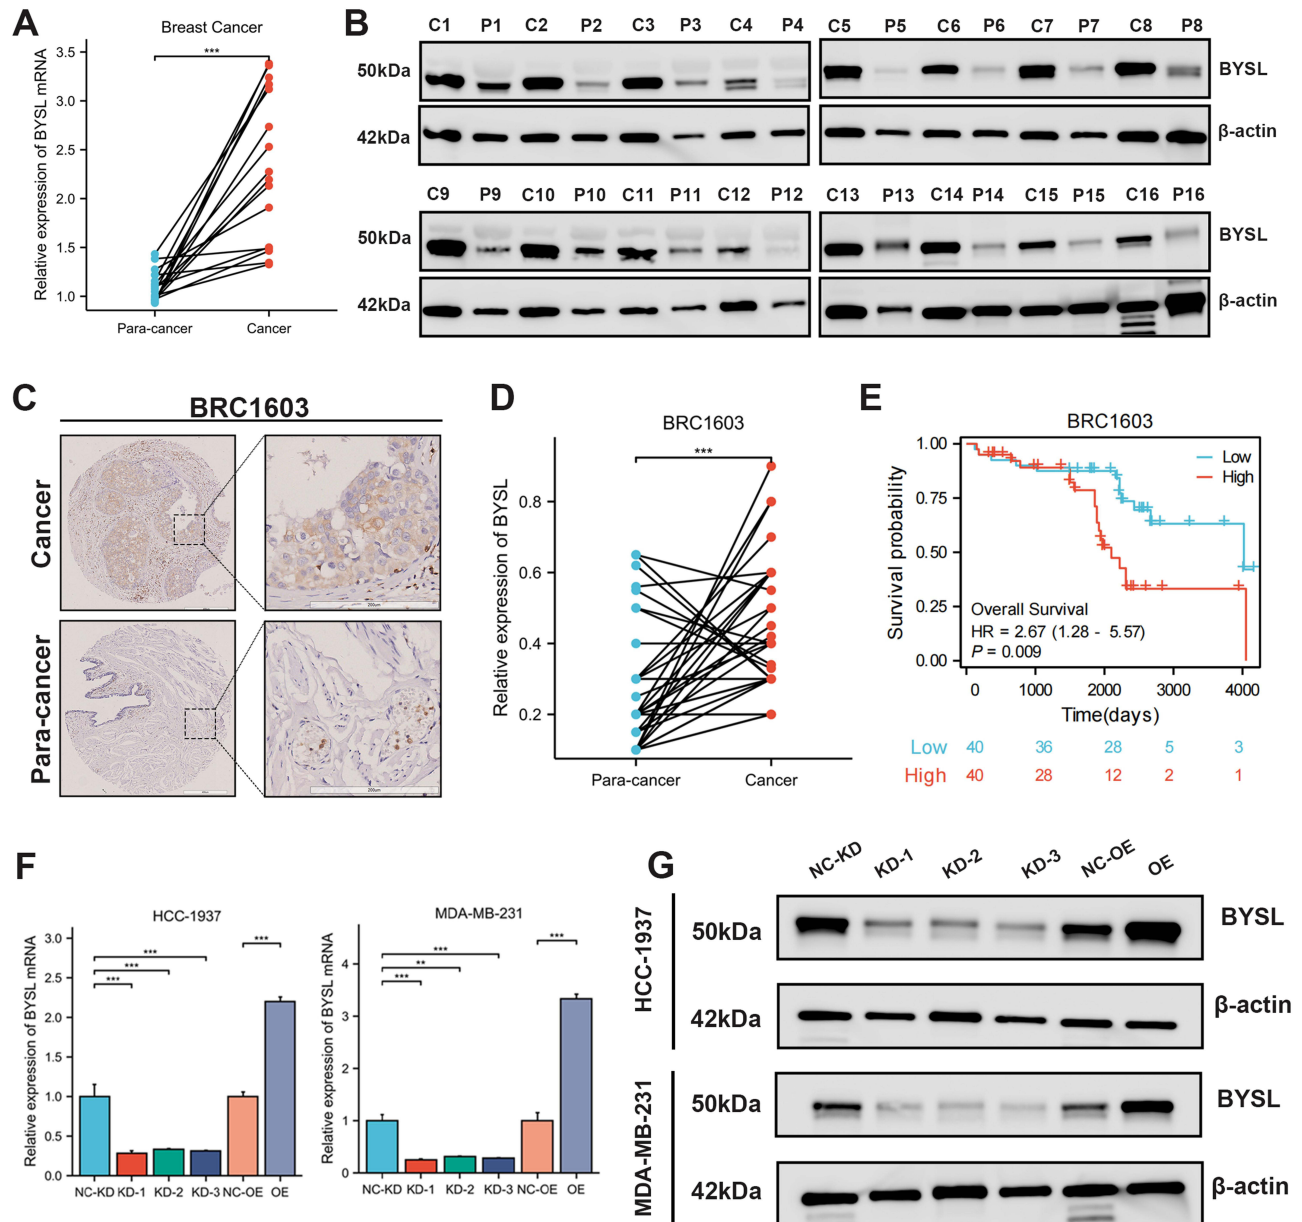 A
Breast Cancer
***
Relative expression of BYSL mRNA
3.5
3.0
2.5
2.0
1.5
1.0
Para-cancer Cancer
B
C1 P1 C2 P2 C3 P3 C4 P4 C5 P5 C6 P6 C7 P7 C8 P8
50kDa BYSL
42kDa β-actin
C9 P9 C10 P10 C11 P11 C12 P12 C13 P13 C14 P14 C15 P15 C16 P16
50kDa BYSL
42kDa β-actin
C
BRC1603
Cancer
200um
Para-cancer
200um
D
BRC1603
***
Relative expression of BYSL
0.8
0.6
0.4
0.2
Para-cancer Cancer
E
BRC1603
Survival probability
1.00
0.75
0.50
0.25
0.00
Low
High
Overall Survival
HR = 2.67 (1.28 - 5.57)
P = 0.009
0 1000 2000 3000 4000
Time(days)
Low 40 36 28 5 3
High 40 28 12 2 1
F
HCC-1937
Relative expression of BYSL mRNA
3.0
2.5
2.0
1.5
1.0
0.5
0.0
***
***
***
***
NC-KD KD-1 KD-2 KD-3 NC-OE OE
MDA-MB-231
Relative expression of BYSL mRNA
4
3
2
1
0
***
**
***
***
NC-KD KD-1 KD-2 KD-3 NC-OE OE
G
NC-KD KD-1 KD-2 KD-3 NC-OE OE
HCC-1937
50kDa BYSL
42kDa β-actin
MDA-MB-231
50kDa BYSL
42kDa β-actin